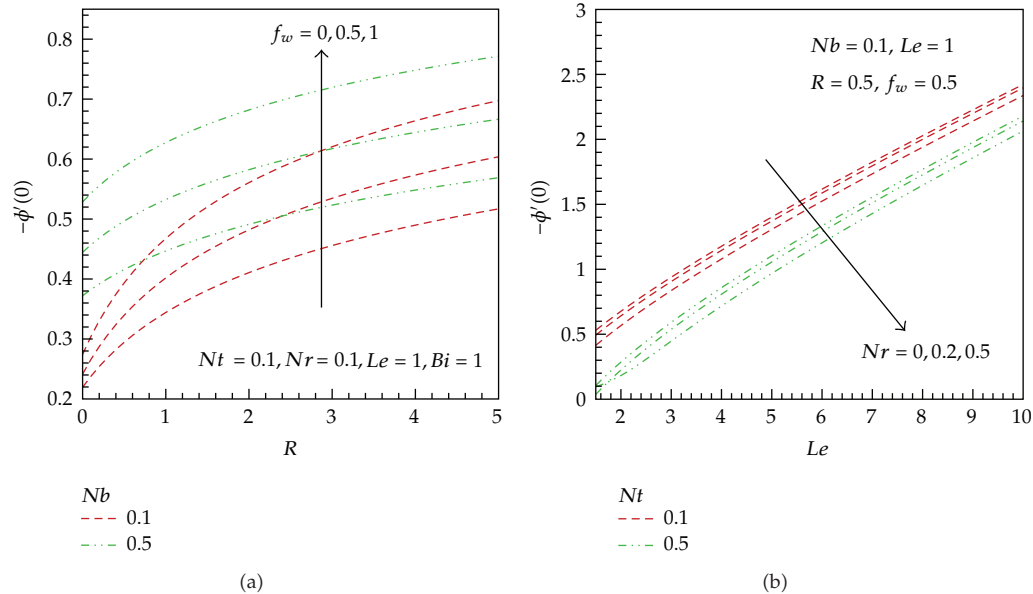 0.8
0.7
0.6
0.5
0.4
0.3
0.2
−ϕ′(0)
f_w = 0, 0.5, 1
Nt = 0.1, Nr = 0.1, Le = 1, Bi = 1
0 1 2 3 4 5
R
Nb
0.1
0.5
(a)
3
2.5
2
1.5
1
0.5
0
−ϕ′(0)
Nb = 0.1, Le = 1
R = 0.5, f_w = 0.5
Nr = 0, 0.2, 0.5
2 3 4 5 6 7 8 9 10
Le
Nt
0.1
0.5
(b)